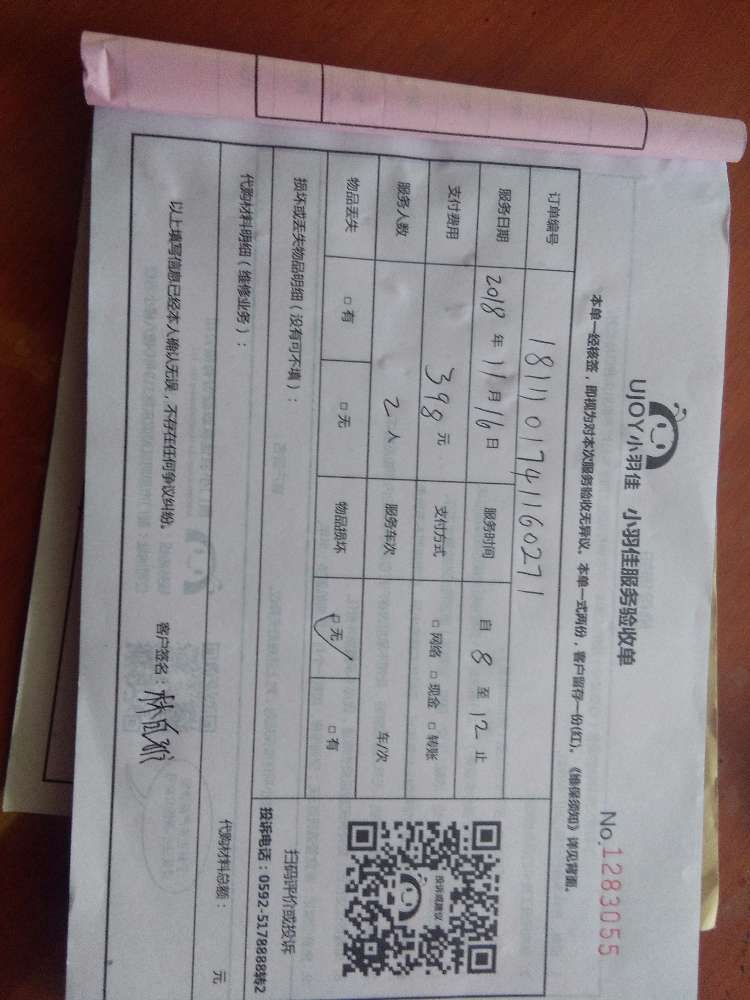 UJOY小羽佳 小羽佳服务验收单 No.1283055
本单一经核签，即视为对本次服务验收无异议。本单一式两份，客户留存一份(红)。《维保须知》详见背面。
订单编号 1811101741160271
服务日期 2018 年 11 月 16 日 服务时间 自 8 至 12 止
支付费用 398 元 支付方式 □ 网络 □ 现金 □ 转账
服务人数 2 人 服务车次 车/次
物品丢失 □ 有 □ 无 物品损坏 □ 无 ✓ □ 有
损坏或丢失物品明细（没有可不填）：
投诉或建议
扫码评价或投诉
投诉电话：0592-5178888转2
代购材料明细（维修业务）： 代购材料总额： 元
以上填写信息已经本人确认无误，不存在任何争议纠纷。 客户签名：